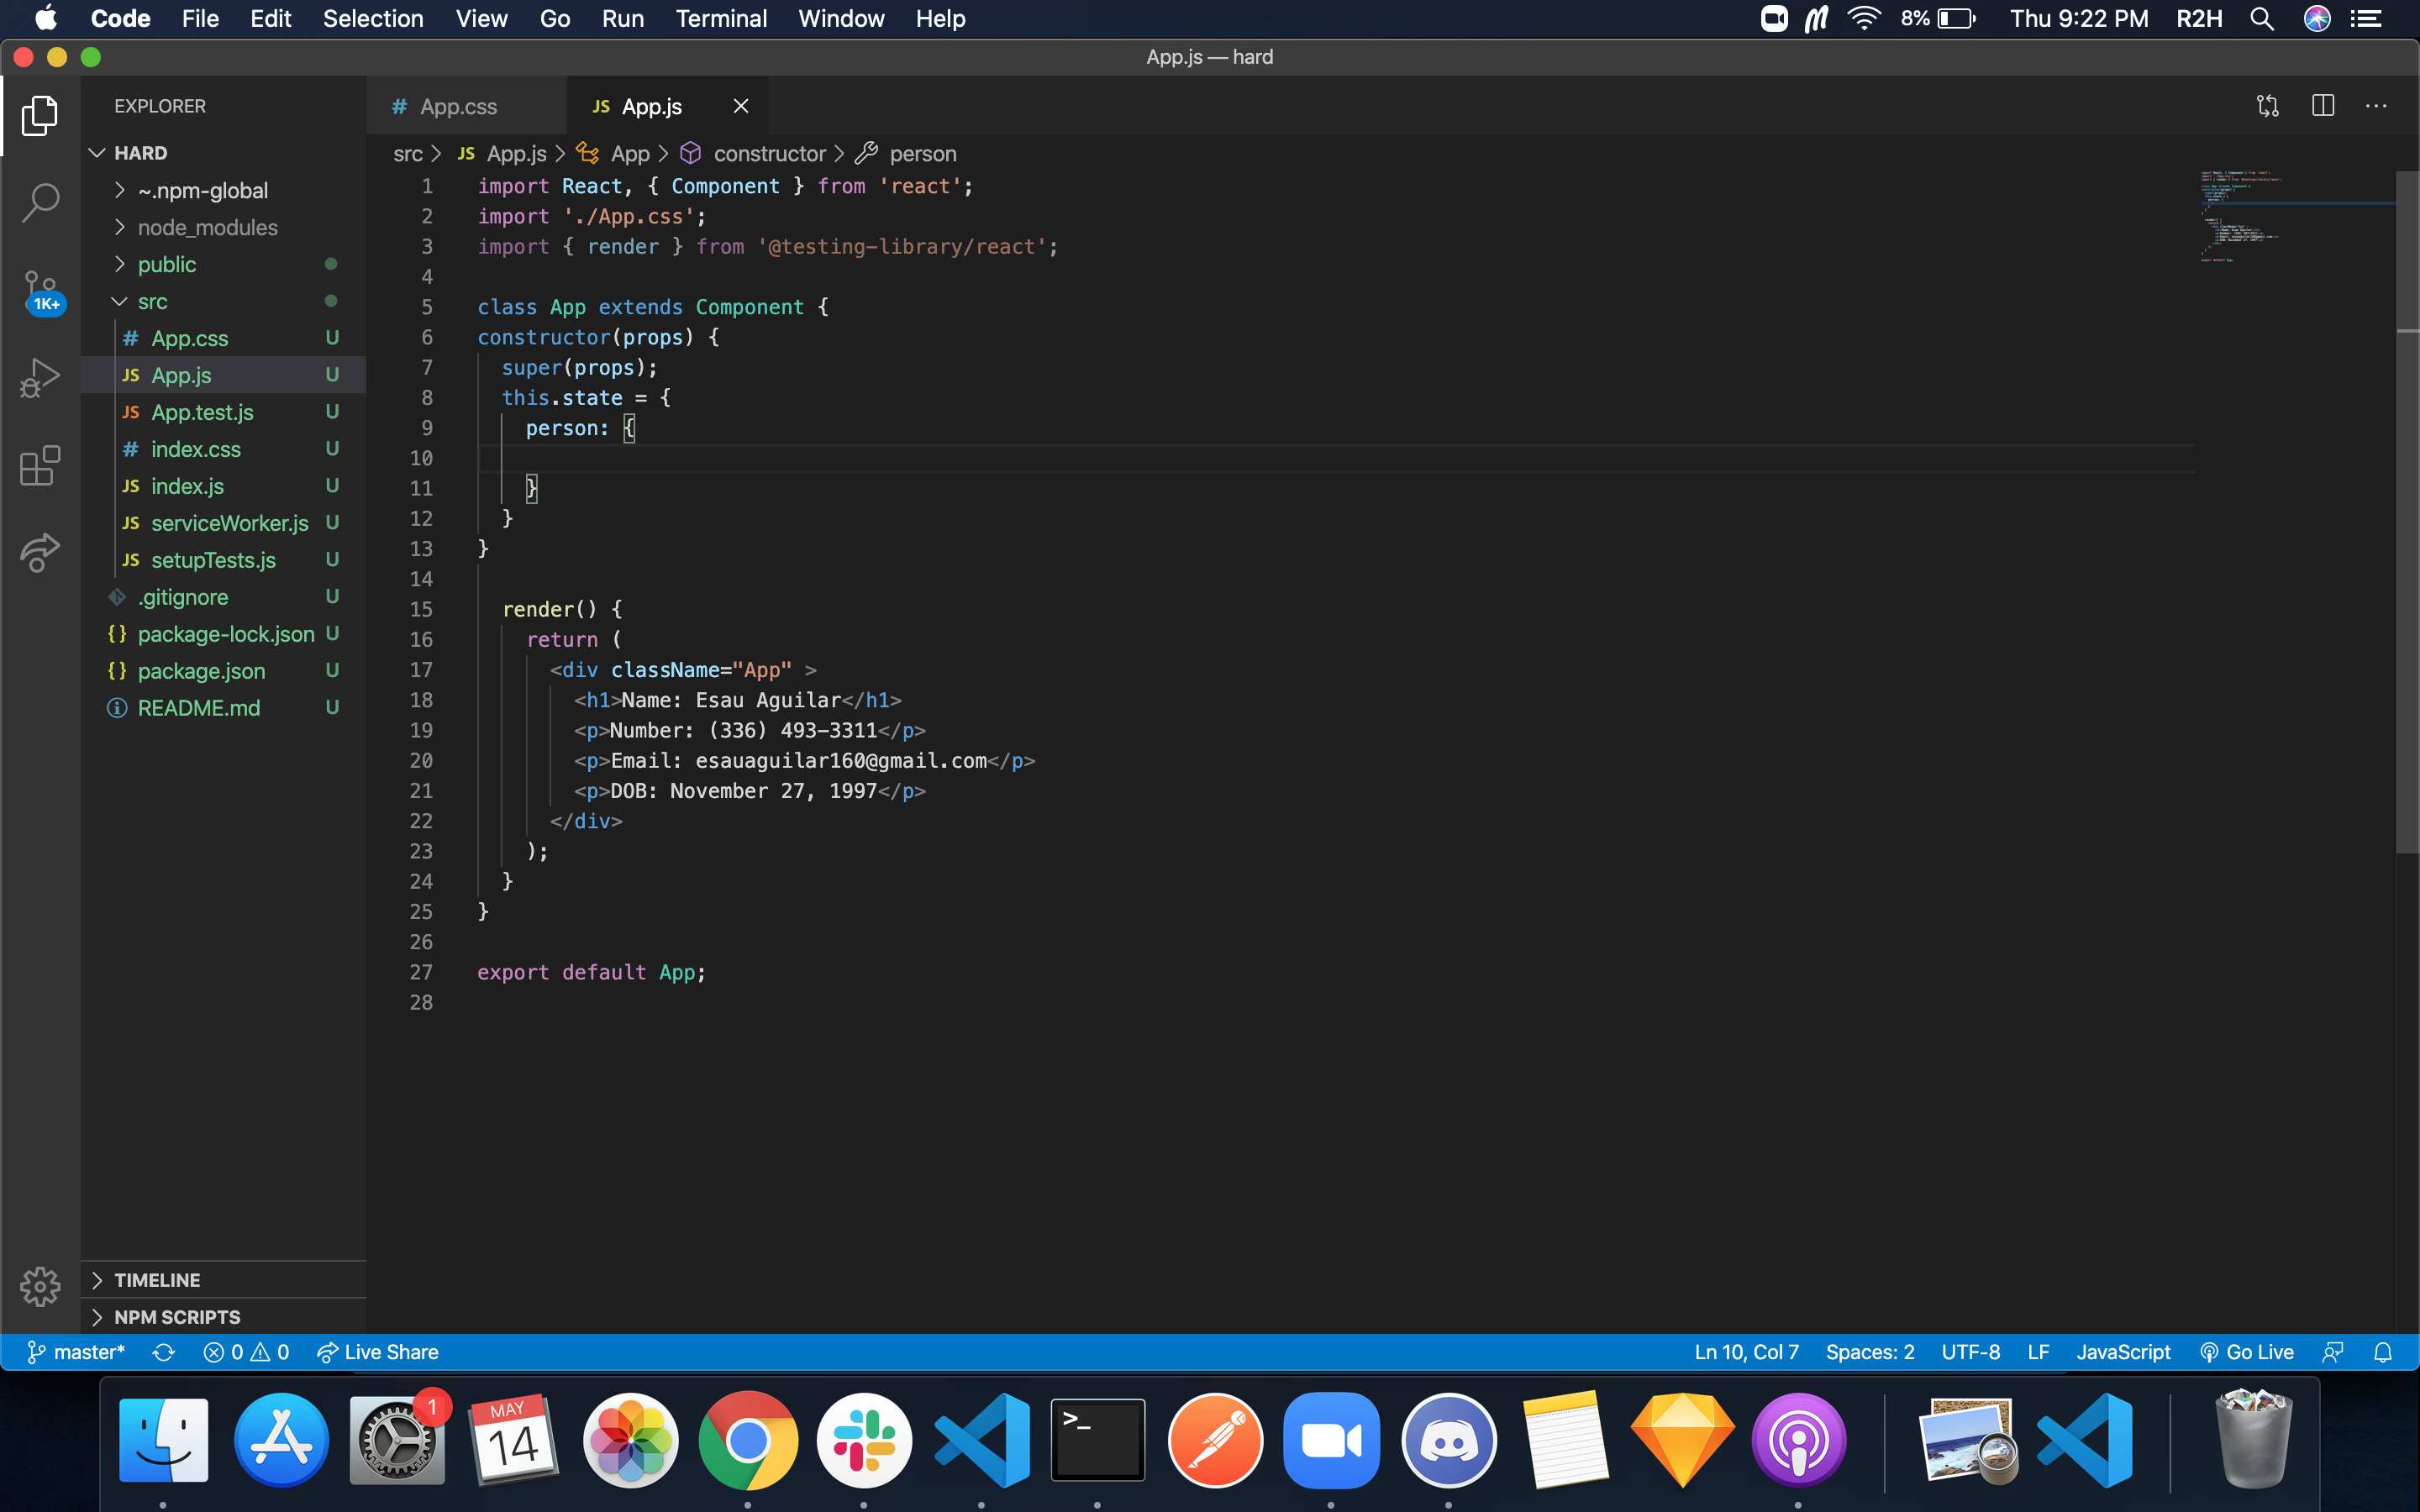 Code File Edit Selection View Go Run Terminal Window Help 8% Thu 9:22 PM R2H
App.js — hard
EXPLORER
# App.css JS App.js
HARD
src > JS App.js > App > constructor > person
~.npm-global
node_modules
public
src
# App.css U
JS App.js U
JS App.test.js U
# index.css U
JS index.js U
JS serviceWorker.js U
JS setupTests.js U
.gitignore U
{} package-lock.json U
{} package.json U
README.md U
1K+
1 import React, { Component } from 'react';
2 import './App.css';
3 import { render } from '@testing-library/react';
4
5 class App extends Component {
6 constructor(props) {
7   super(props);
8   this.state = {
9     person: {
10
11     }
12   }
13 }
14
15   render() {
16     return (
17       <div className="App" >
18         <h1>Name: Esau Aguilar</h1>
19         <p>Number: (336) 493-3311</p>
20         <p>Email: esauaguilar160@gmail.com</p>
21         <p>DOB: November 27, 1997</p>
22       </div>
23     );
24   }
25 }
26
27 export default App;
28
TIMELINE
NPM SCRIPTS
master* 0 0 Live Share Ln 10, Col 7 Spaces: 2 UTF-8 LF JavaScript Go Live
1
MAY
14
>_